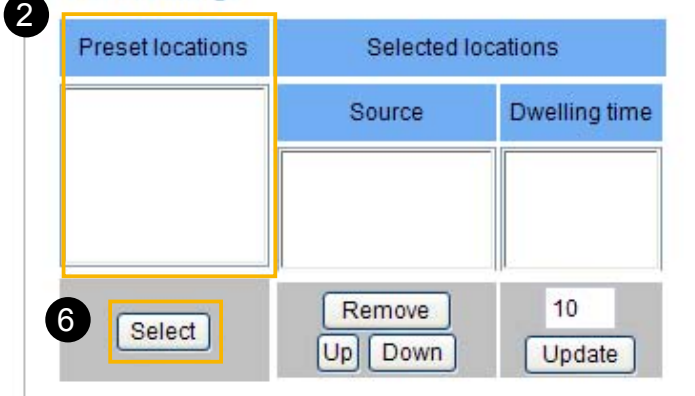 2
Preset locations
Selected locations
Source
Dwelling time
6
Select
Remove
Up Down
10
Update